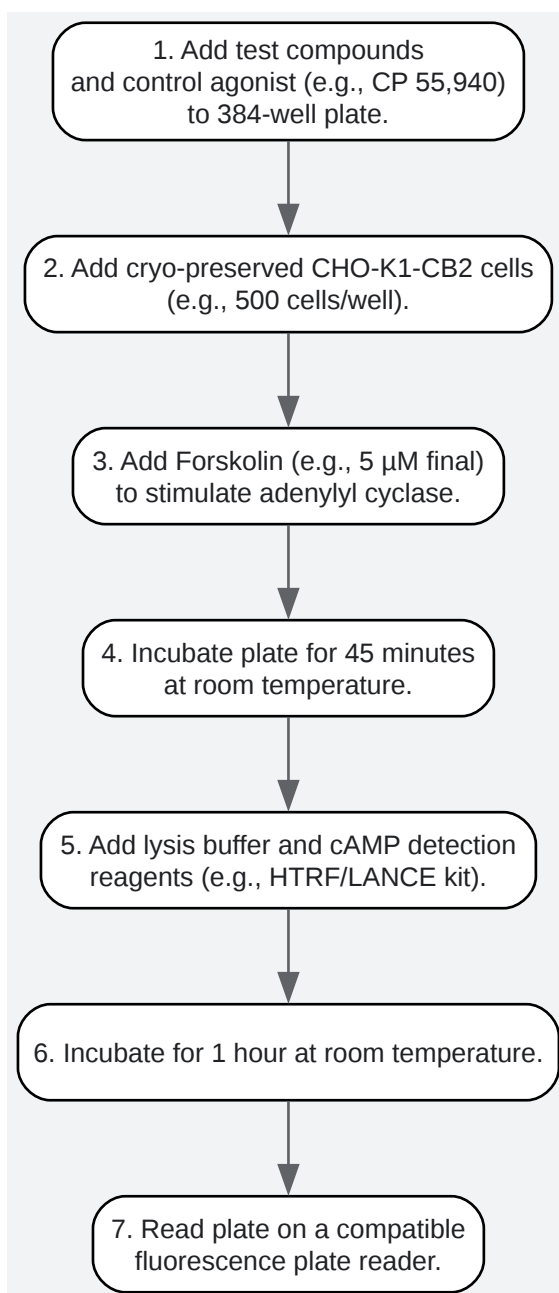 1. Add test compounds
and control agonist (e.g., CP 55,940)
to 384-well plate.
2. Add cryo-preserved CHO-K1-CB2 cells
(e.g., 500 cells/well).
3. Add Forskolin (e.g., 5 µM final)
to stimulate adenylyl cyclase.
4. Incubate plate for 45 minutes
at room temperature.
5. Add lysis buffer and cAMP detection
reagents (e.g., HTRF/LANCE kit).
6. Incubate for 1 hour at room temperature.
7. Read plate on a compatible
fluorescence plate reader.